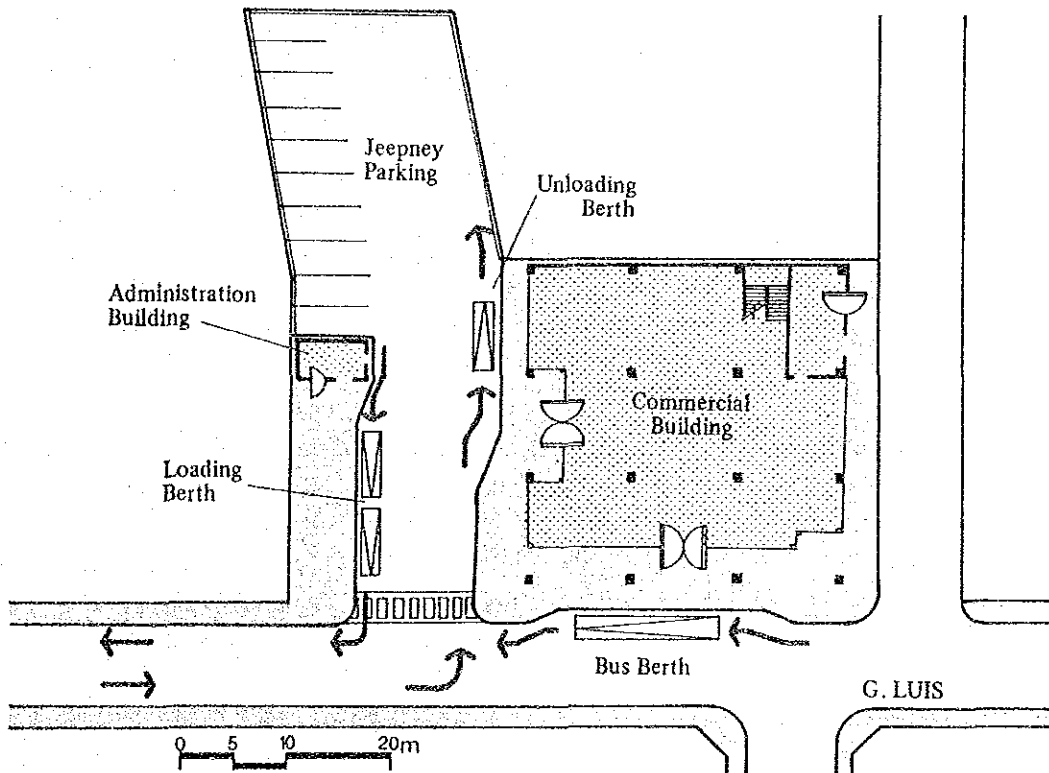 Jeepney
Parking
Unloading
Berth
Administration
Building
Commercial
Building
Loading
Berth
Bus Berth
G. LUIS
0 5 10 20m